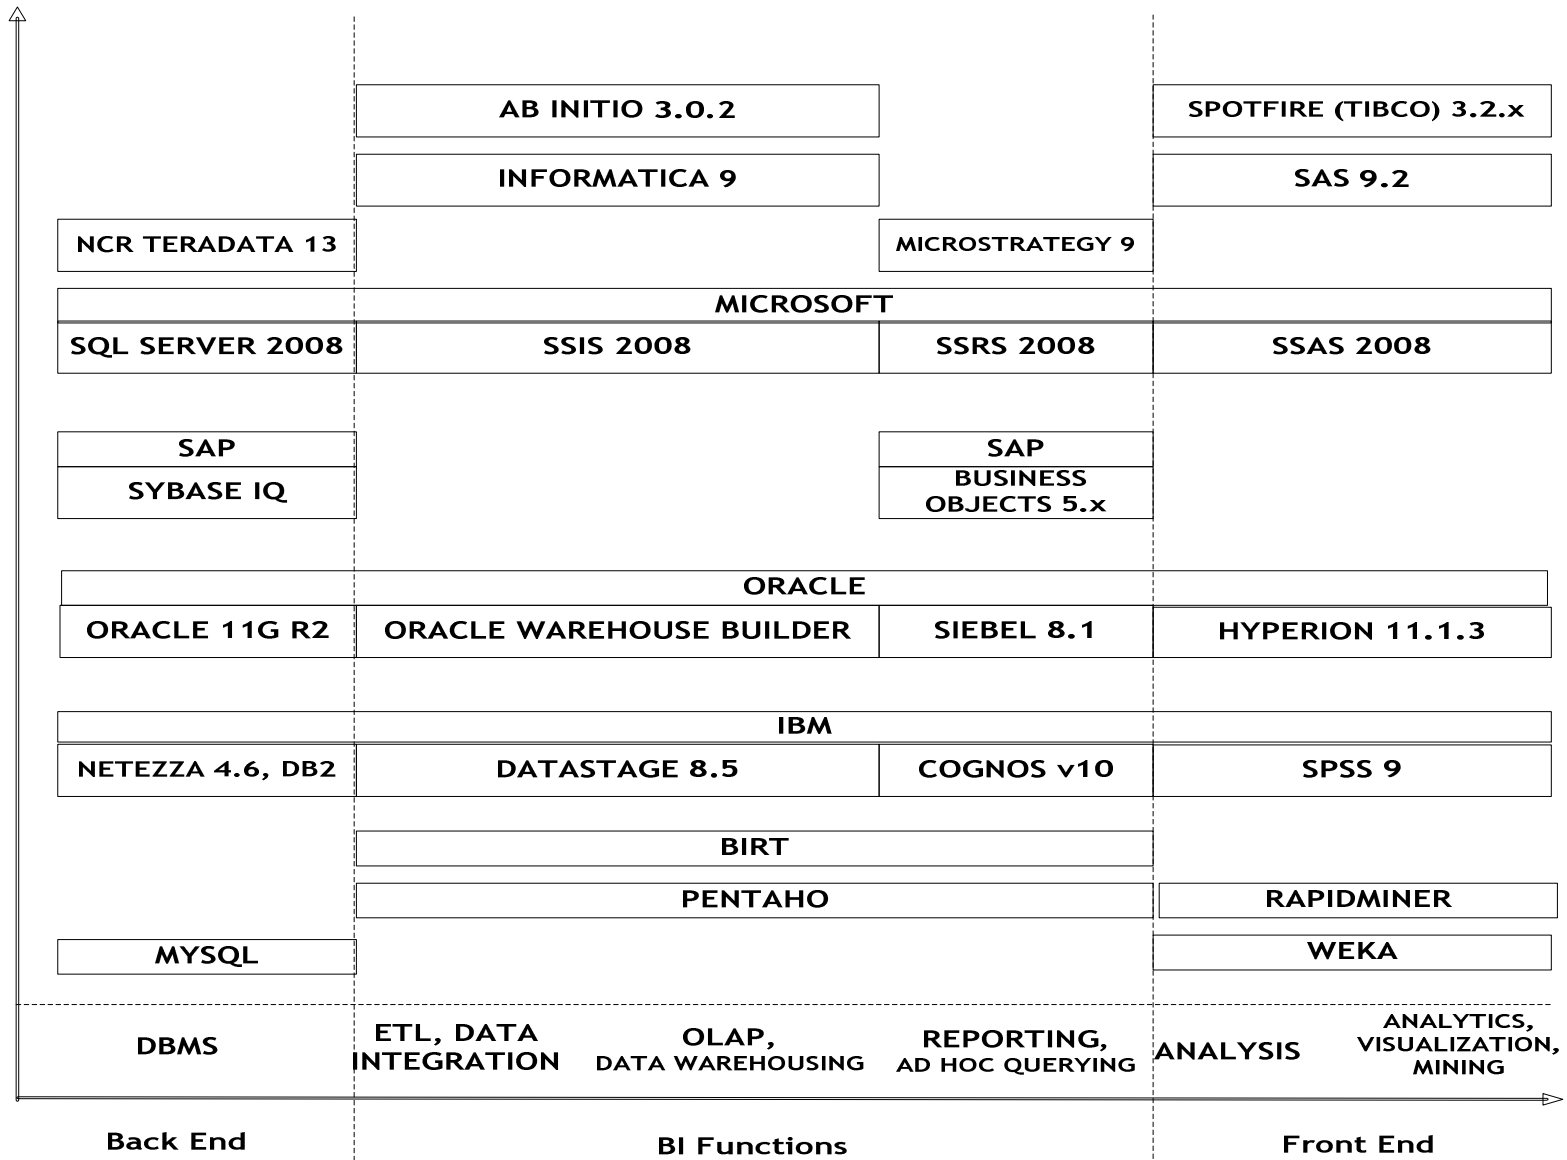 AB INITIO 3.0.2
SPOTFIRE (TIBCO) 3.2.x
INFORMATICA 9
SAS 9.2
NCR TERADATA 13
MICROSTRATEGY 9
MICROSOFT
SQL SERVER 2008
SSIS 2008
SSRS 2008
SSAS 2008
SAP
SYBASE IQ
SAP
BUSINESS
OBJECTS 5.x
ORACLE
ORACLE 11G R2
ORACLE WAREHOUSE BUILDER
SIEBEL 8.1
HYPERION 11.1.3
IBM
NETEZZA 4.6, DB2
DATASTAGE 8.5
COGNOS v10
SPSS 9
BIRT
PENTAHO
RAPIDMINER
MYSQL
WEKA
DBMS
ETL, DATA
INTEGRATION
OLAP,
DATA WAREHOUSING
REPORTING,
AD HOC QUERYING
ANALYSIS
ANALYTICS,
VISUALIZATION,
MINING
Back End
BI Functions
Front End